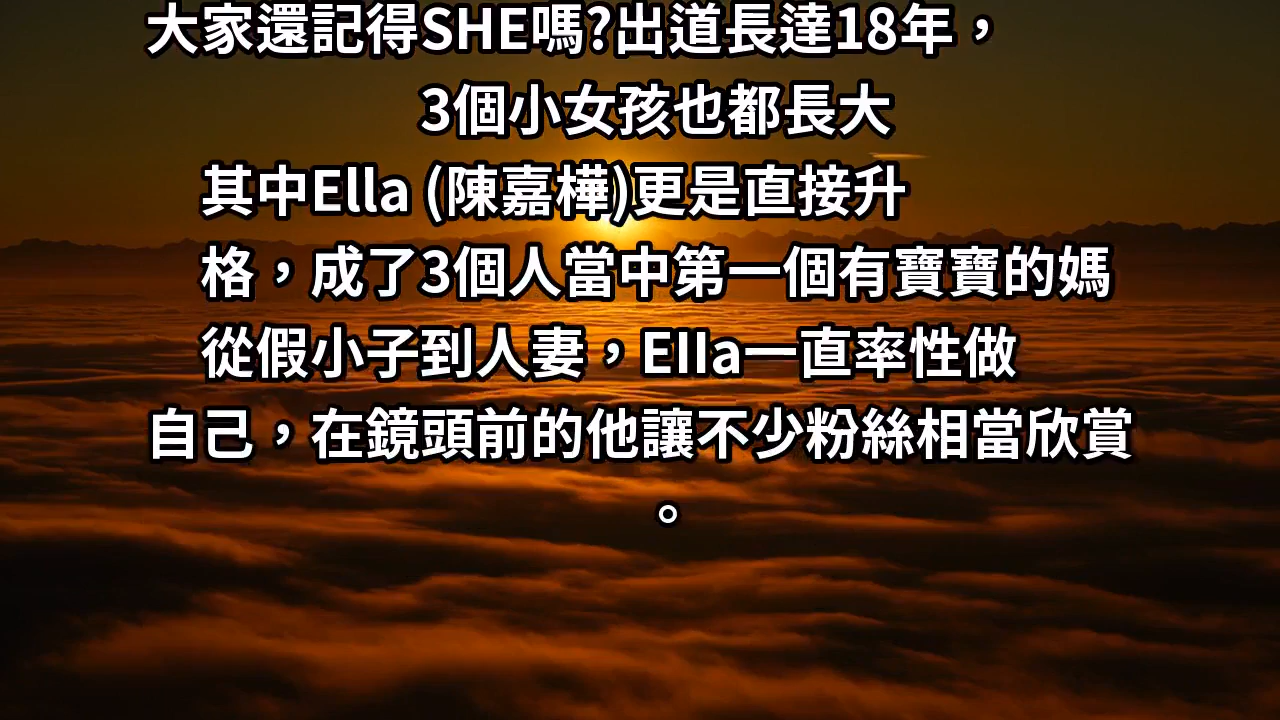 大家還記得SHE嗎?出道長達18年，
3個小女孩也都長大
其中Ella (陳嘉樺)更是直接升
格，成了3個人當中第一個有寶寶的媽
從假小子到人妻，EIIa一直率性做
自己，在鏡頭前的他讓不少粉絲相當欣賞
。